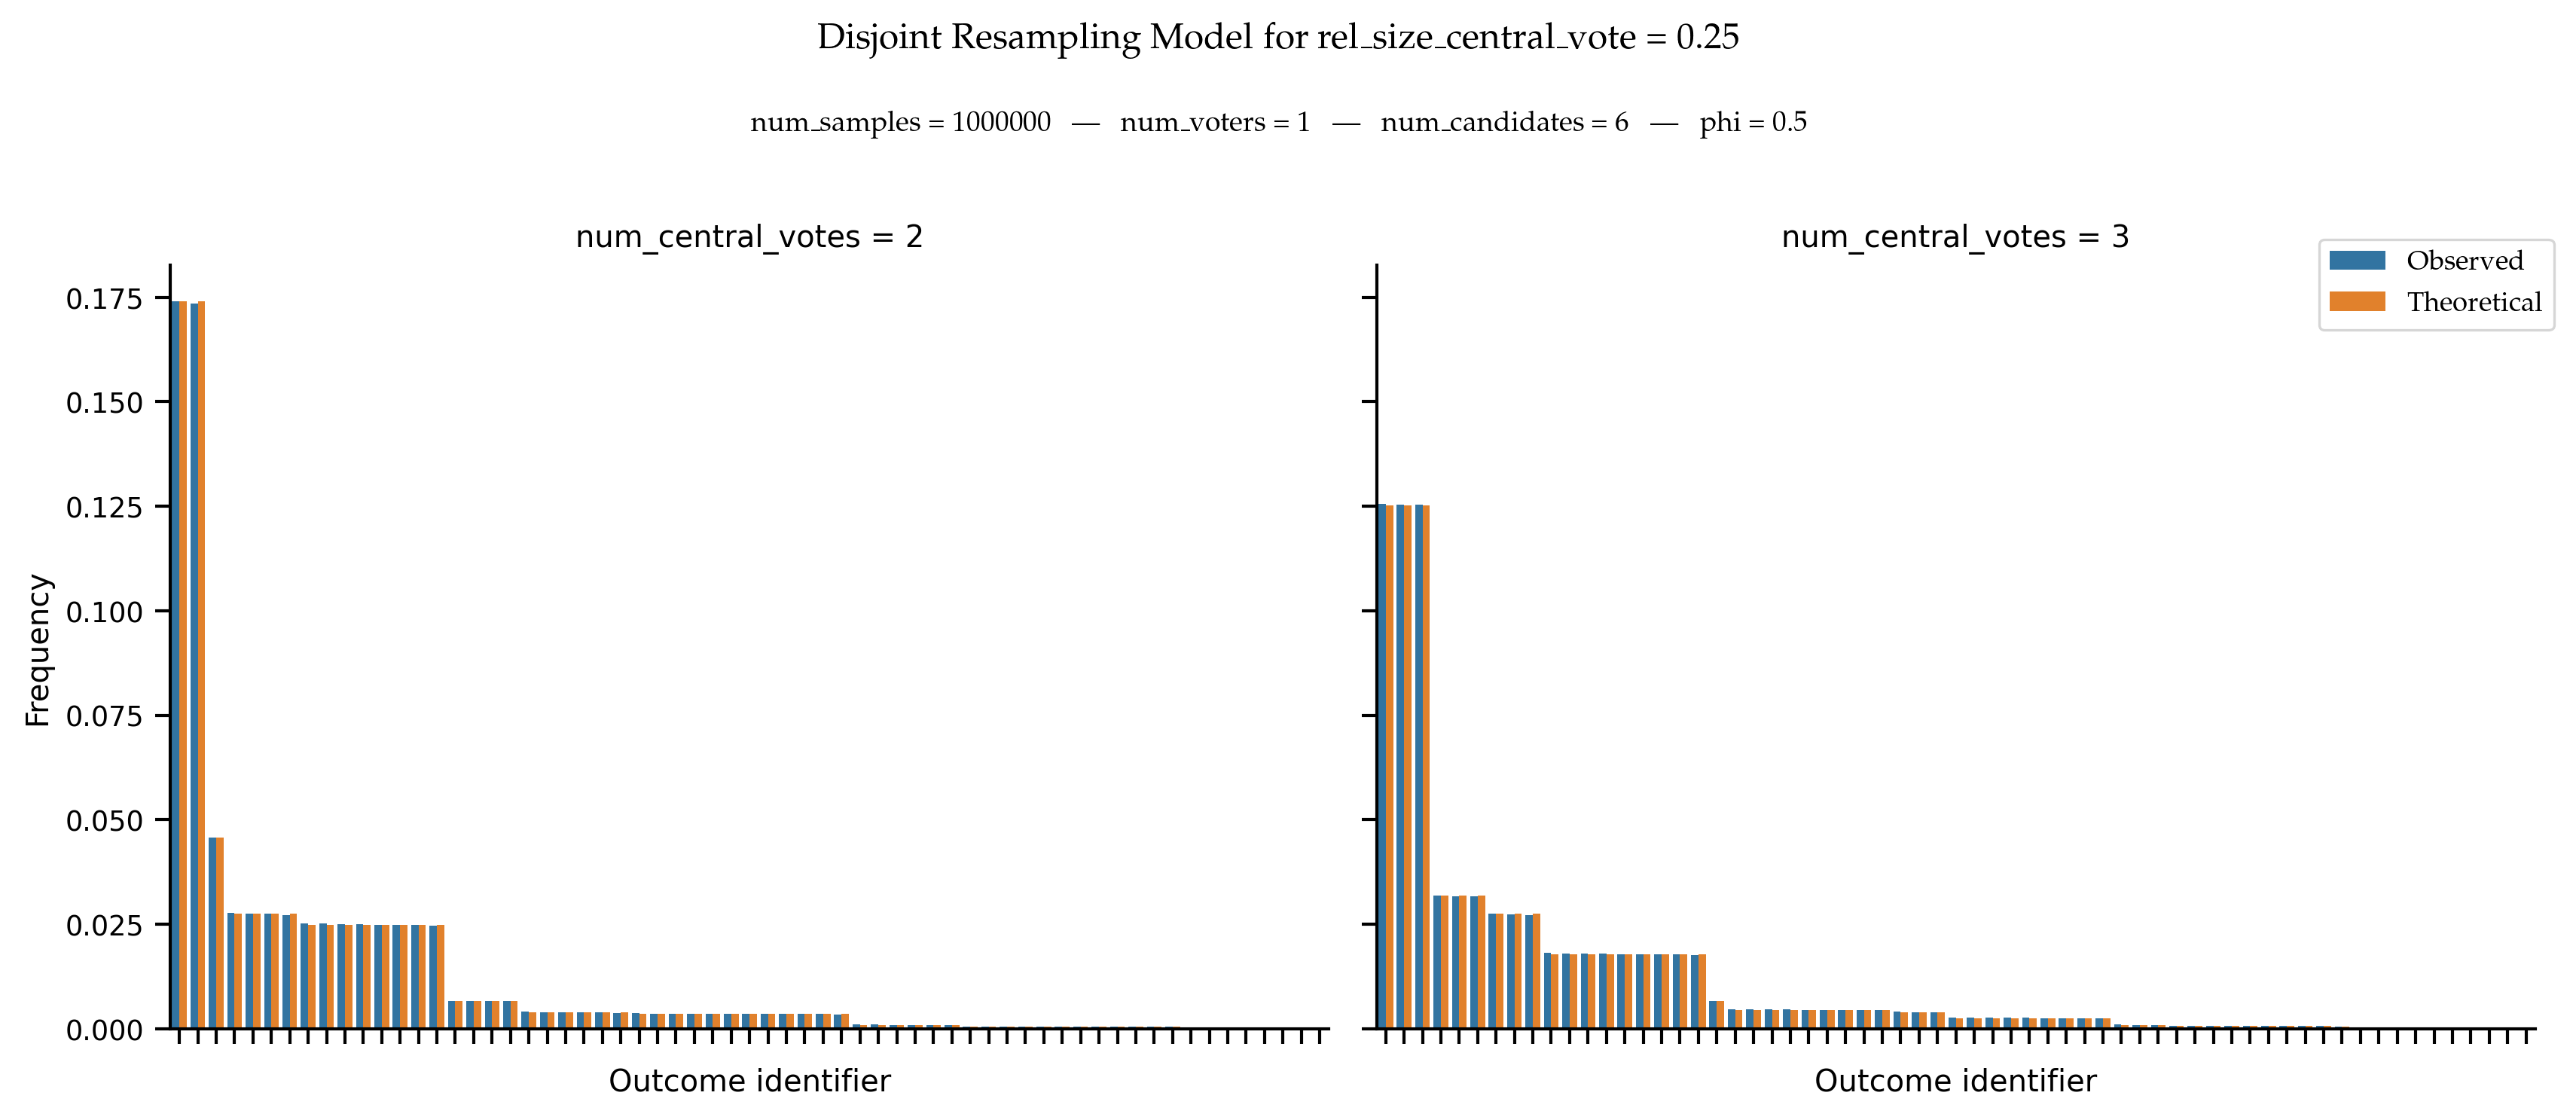 Disjoint Resampling Model for rel_size_central_vote = 0.25
num_samples = 1000000 — num_voters = 1 — num_candidates = 6 — phi = 0.5
num_central_votes = 2
num_central_votes = 3
Observed
Theoretical
0.175
0.150
0.125
0.100
0.075
0.050
0.025
0.000
Frequency
Outcome identifier
Outcome identifier